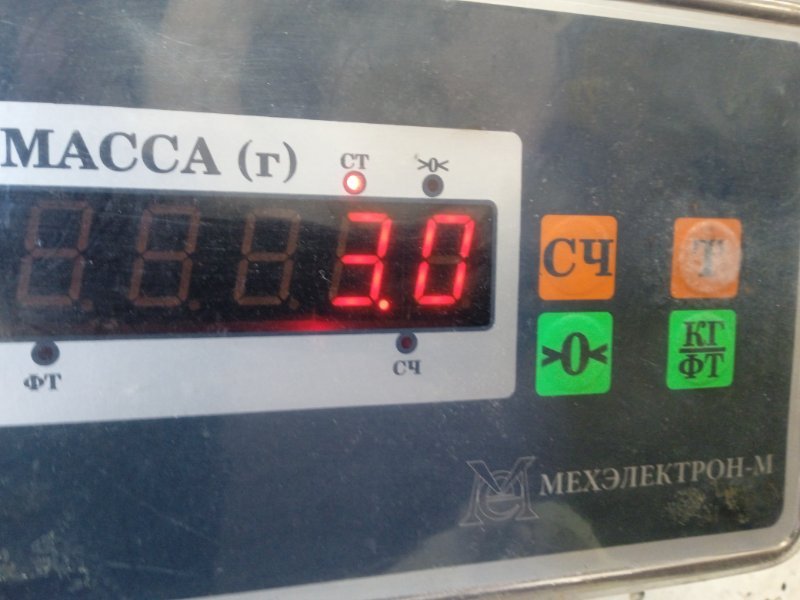 МАССА (г)
СТ
>0<
3.0
ФТ
СЧ
СЧ
Т
>0<
КГ
ФТ
МЕХЭЛЕКТРОН-М